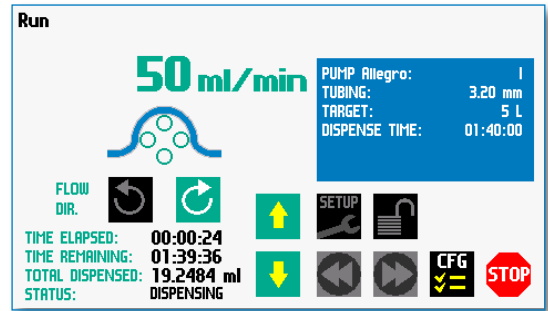 Run
50 ml/min
PUMP Allegro: I
TUBING: 3.20 mm
TARGET: 5 L
DISPENSE TIME: 01:40:00
FLOW
DIR.
SETUP
TIME ELAPSED: 00:00:24
TIME REMAINING: 01:39:36
TOTAL DISPENSED: 19.2484 ml
STATUS: DISPENSING
CFG
STOP